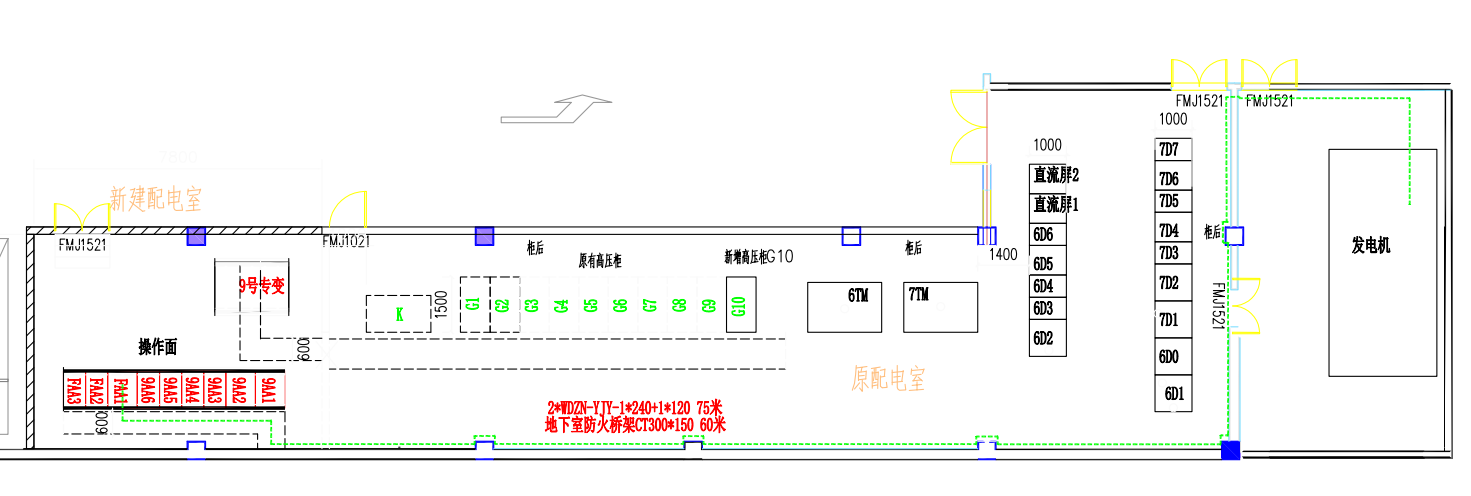 7800
新建配电室
FMJ1521
FMJ1021
柜后
原有高压柜
新增高压柜G10
柜后
1400
FMJ1521
FMJ1521
1000
1000
直流屏2
直流屏1
6D6
6D5
6D4
6D3
6D2
7D7
7D6
7D5
7D4
7D3
7D2
7D1
6D0
6D1
柜后
FMJ1521
发电机
9号专变
K
1500
G1
G2
G3
G4
G5
G6
G7
G8
G9
G10
6TM
7TM
600
操作面
原配电室
FAA3
FAA2
FAA1
9AA6
9AA5
9AA4
9AA3
9AA2
9AA1
600
2*WDZN-YJY-1*240+1*120 75米
地下室防火桥架CT300*150 60米